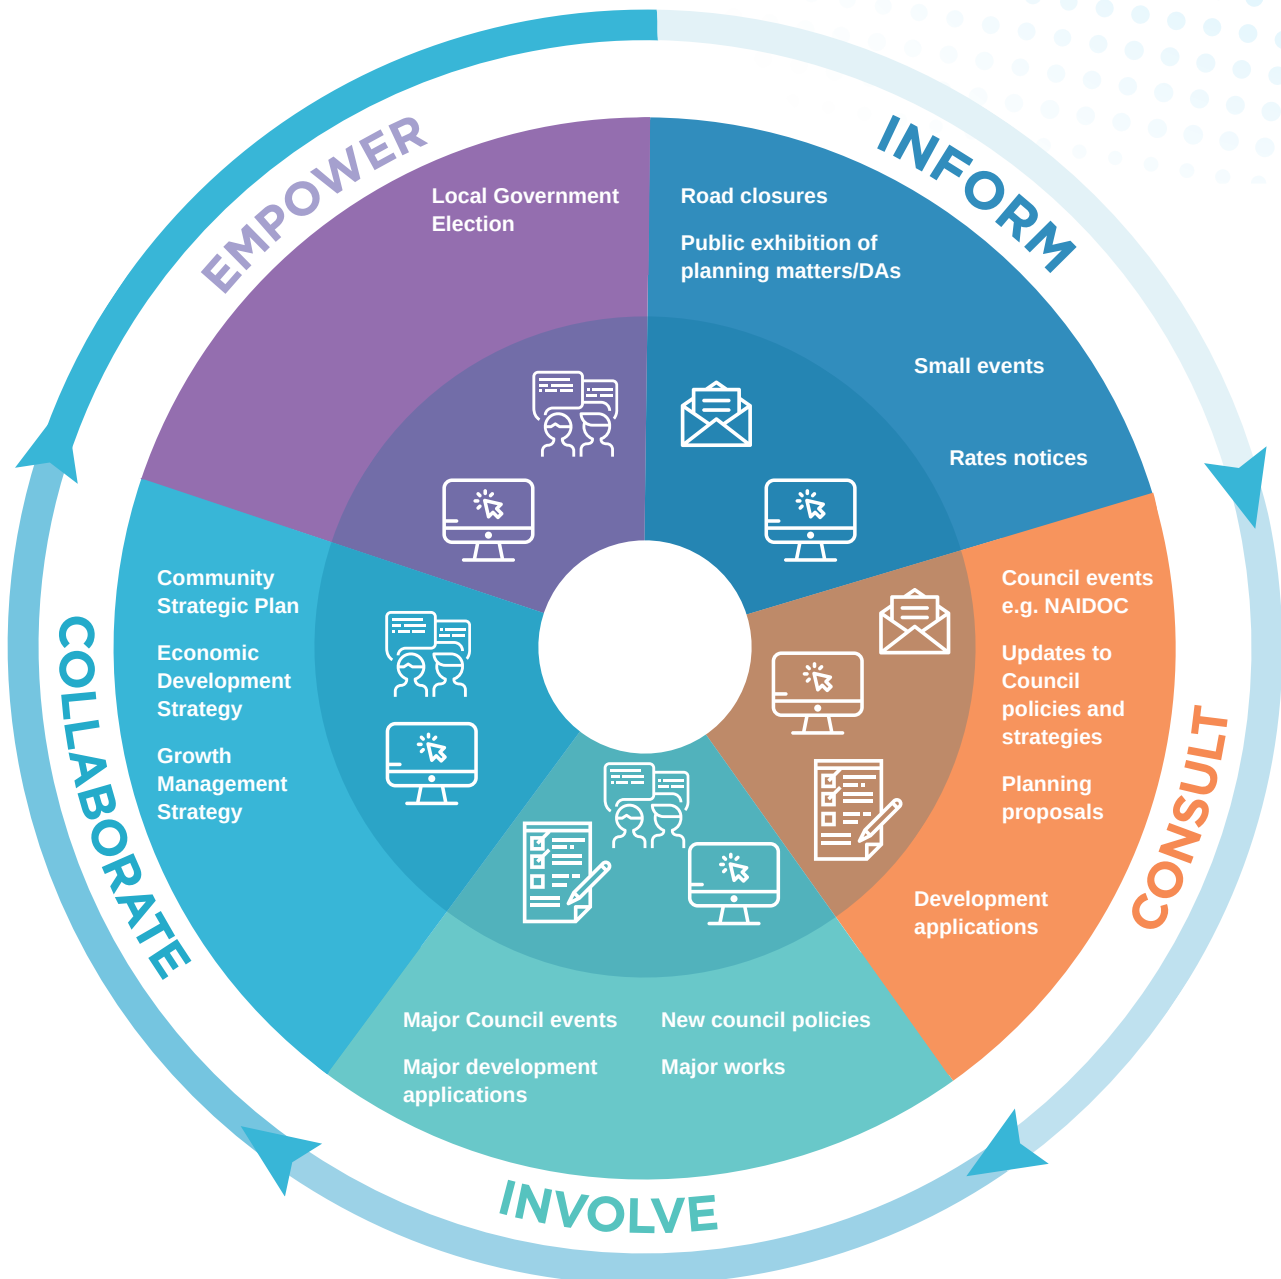 INFORM
Road closures
Public exhibition of
planning matters/DAs
Small events
Rates notices
CONSULT
Council events
e.g. NAIDOC
Updates to
Council
policies and
strategies
Planning
proposals
Development
applications
INVOLVE
Major Council events
Major development
applications
New council policies
Major works
COLLABORATE
Community
Strategic Plan
Economic
Development
Strategy
Growth
Management
Strategy
EMPOWER
Local Government
Election